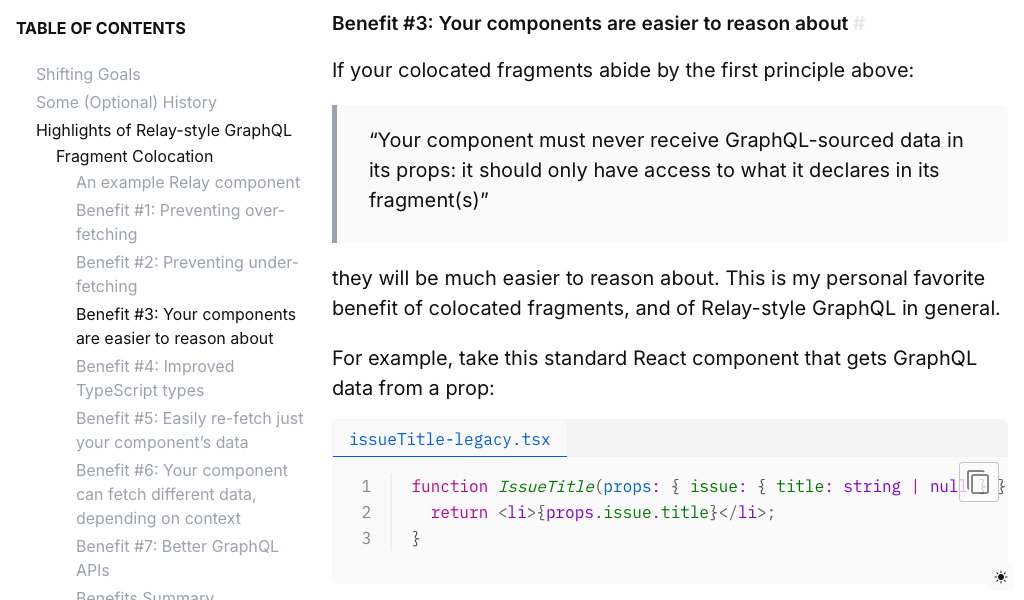 TABLE OF CONTENTS
Shifting Goals
Some (Optional) History
Highlights of Relay-style GraphQL
Fragment Colocation
An example Relay component
Benefit #1: Preventing over-
fetching
Benefit #2: Preventing under-
fetching
Benefit #3: Your components
are easier to reason about
Benefit #4: Improved
TypeScript types
Benefit #5: Easily re-fetch just
your component’s data
Benefit #6: Your component
can fetch different data,
depending on context
Benefit #7: Better GraphQL
APIs
Benefits Summary
Benefit #3: Your components are easier to reason about #
If your colocated fragments abide by the first principle above:
“Your component must never receive GraphQL-sourced data in
its props: it should only have access to what it declares in its
fragment(s)”
they will be much easier to reason about. This is my personal favorite
benefit of colocated fragments, and of Relay-style GraphQL in general.
For example, take this standard React component that gets GraphQL
data from a prop:
issueTitle-legacy.tsx
1 function IssueTitle(props: { issue: { title: string | null } }
2 return <li>{props.issue.title}</li>;
3 }